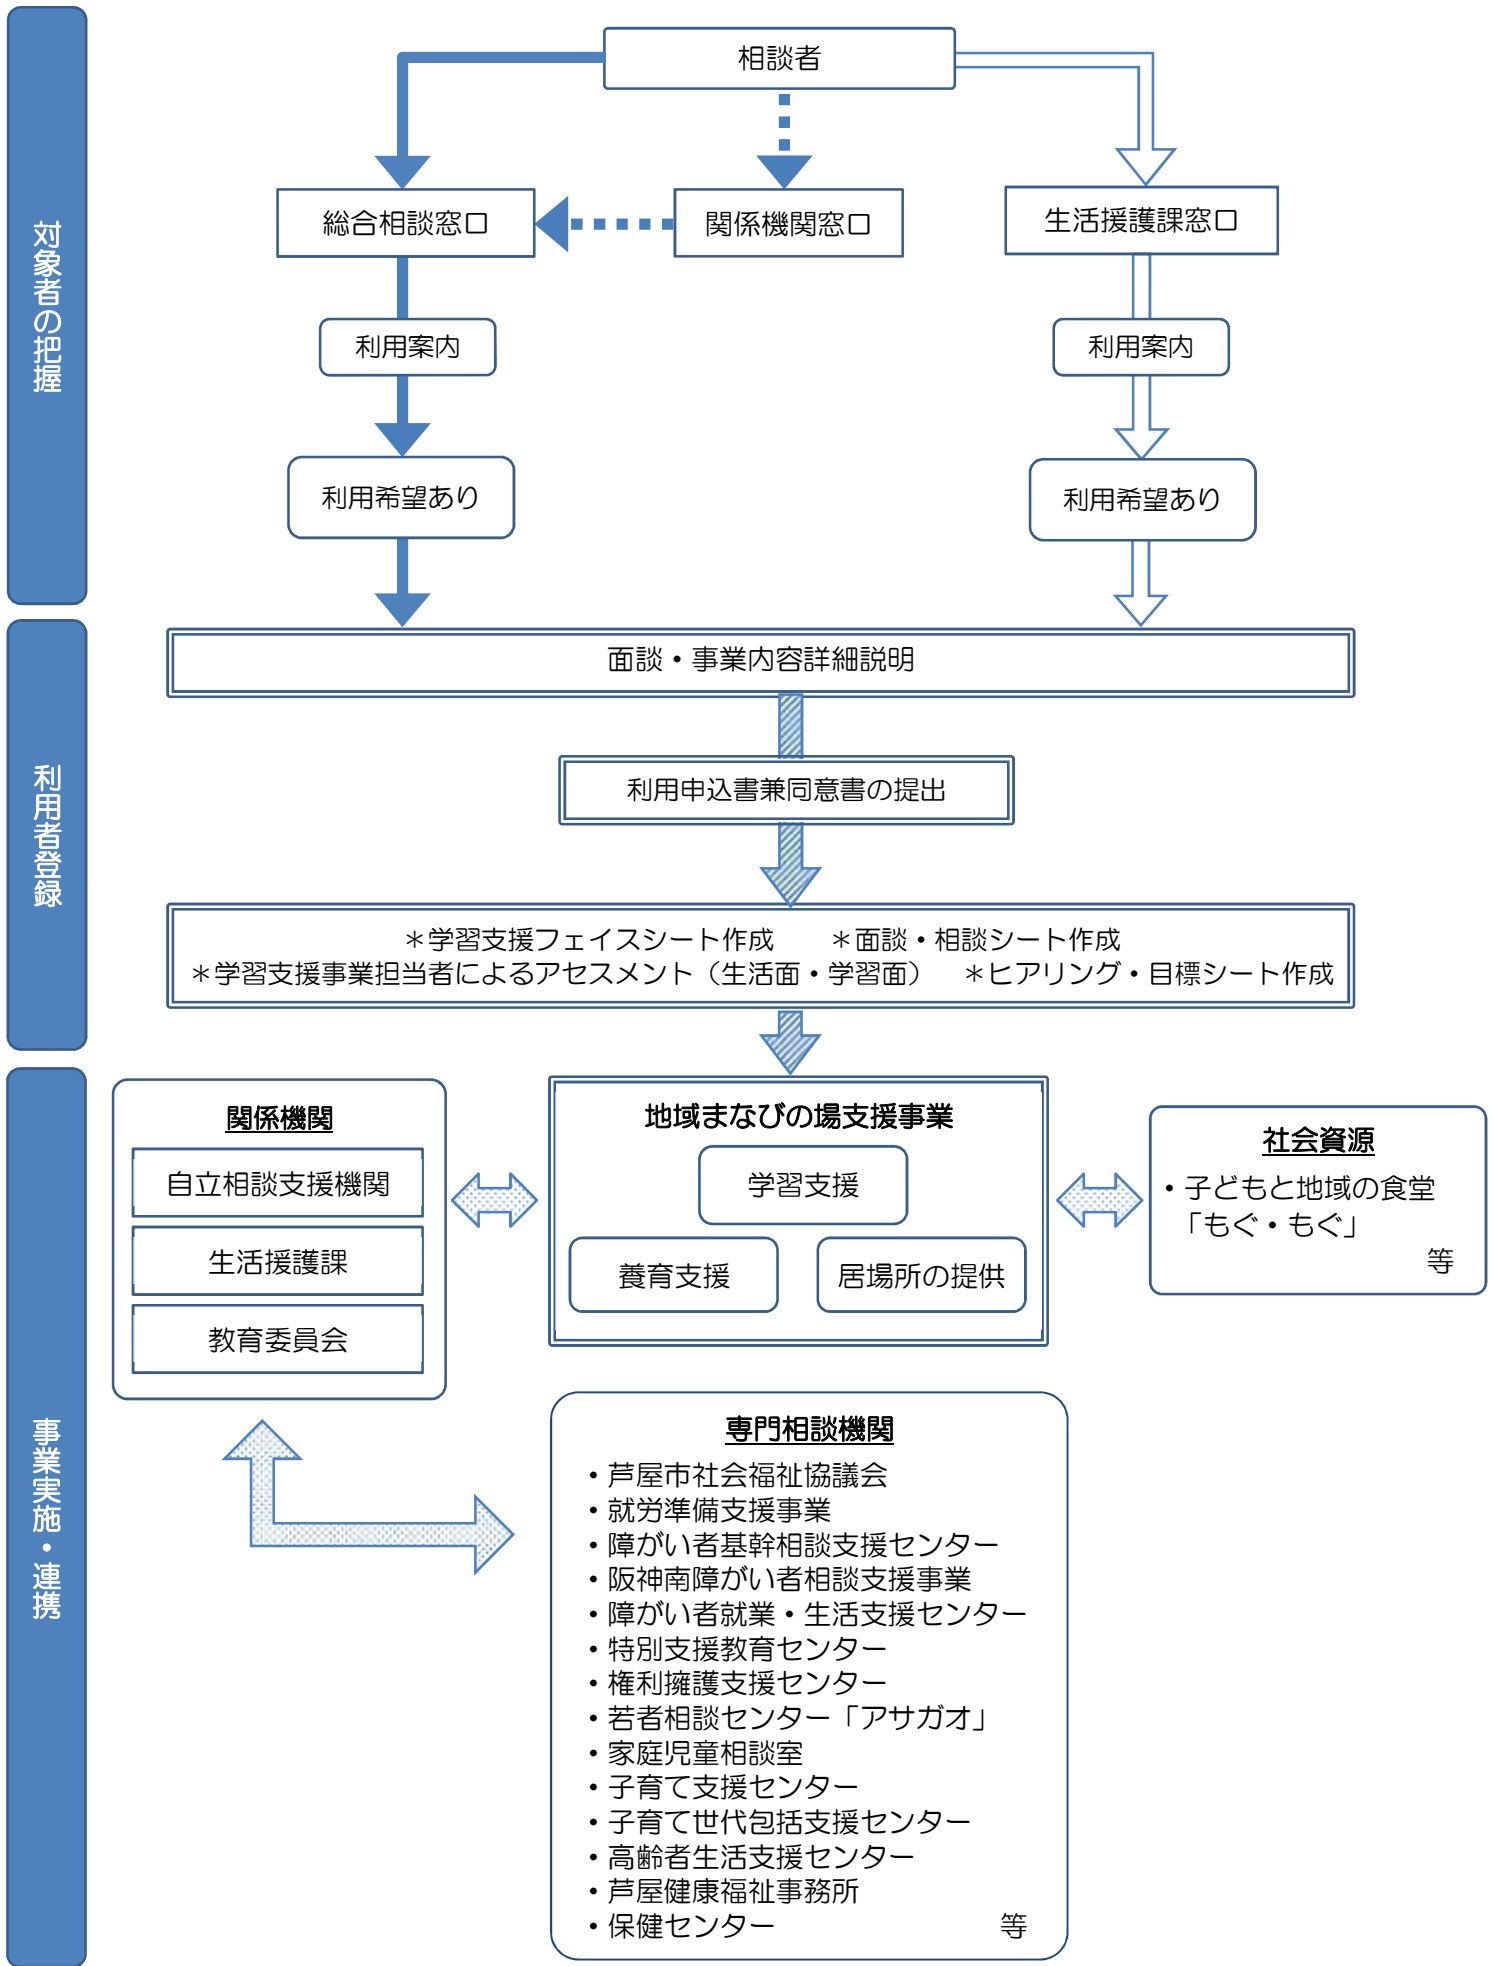 対象者の把握
相談者
総合相談窓口
関係機関窓口
生活援護課窓口
利用案内
利用案内
利用希望あり
利用希望あり
利用者登録
面談・事業内容詳細説明
利用申込書兼同意書の提出
＊学習支援フェイスシート作成　　＊面談・相談シート作成
＊学習支援事業担当者によるアセスメント（生活面・学習面）　＊ヒアリング・目標シート作成
事業実施・連携
関係機関
自立相談支援機関
生活援護課
教育委員会
地域まなびの場支援事業
学習支援
養育支援
居場所の提供
社会資源
・子どもと地域の食堂
「もぐ・もぐ」
等
専門相談機関
・芦屋市社会福祉協議会
・就労準備支援事業
・障がい者基幹相談支援センター
・阪神南障がい者相談支援事業
・障がい者就業・生活支援センター
・特別支援教育センター
・権利擁護支援センター
・若者相談センター「アサガオ」
・家庭児童相談室
・子育て支援センター
・子育て世代包括支援センター
・高齢者生活支援センター
・芦屋健康福祉事務所
・保健センター　　　　　　　　等